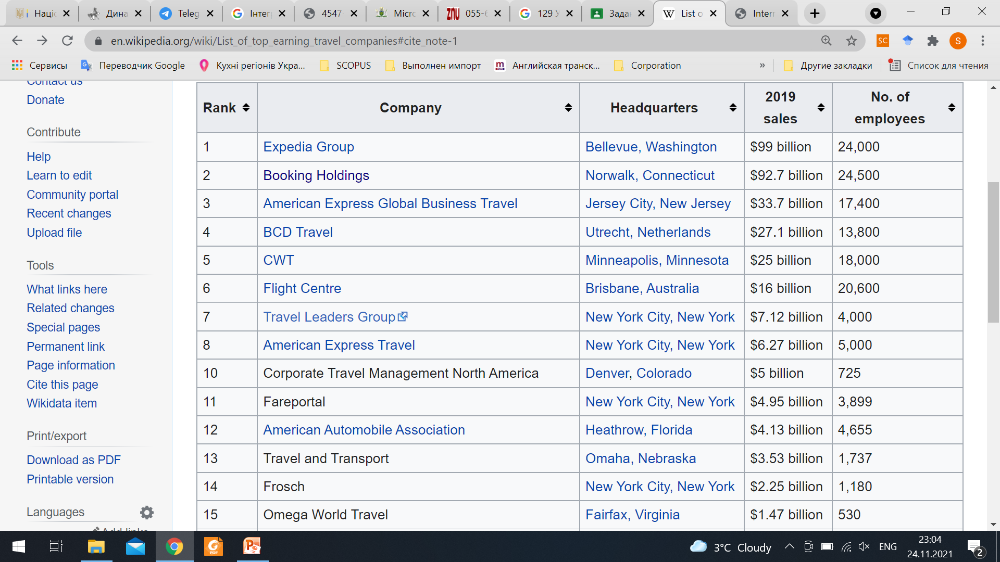 Наці Дина Teleg Інтег 4547 Micro 055-6 129 У Зада List o Inter
en.wikipedia.org/wiki/List_of_top_earning_travel_companies#cite_note-1 SC S
Сервисы Переводчик Google Кухні регіонів Укра... SCOPUS Выполнен импорт m Английская транск... Corporation » Другие закладки Список для чтения
Contact us
Donate
Contribute
Help
Learn to edit
Community portal
Recent changes
Upload file
Tools
What links here
Related changes
Special pages
Permanent link
Page information
Cite this page
Wikidata item
Print/export
Download as PDF
Printable version
Languages
Add links
Rank Company Headquarters 2019 sales No. of employees
1 Expedia Group Bellevue, Washington $99 billion 24,000
2 Booking Holdings Norwalk, Connecticut $92.7 billion 24,500
3 American Express Global Business Travel Jersey City, New Jersey $33.7 billion 17,400
4 BCD Travel Utrecht, Netherlands $27.1 billion 13,800
5 CWT Minneapolis, Minnesota $25 billion 18,000
6 Flight Centre Brisbane, Australia $16 billion 20,600
7 Travel Leaders Group New York City, New York $7.12 billion 4,000
8 American Express Travel New York City, New York $6.27 billion 5,000
10 Corporate Travel Management North America Denver, Colorado $5 billion 725
11 Fareportal New York City, New York $4.95 billion 3,899
12 American Automobile Association Heathrow, Florida $4.13 billion 4,655
13 Travel and Transport Omaha, Nebraska $3.53 billion 1,737
14 Frosch New York City, New York $2.25 billion 1,180
15 Omega World Travel Fairfax, Virginia $1.47 billion 530
3°C Cloudy ENG 23:04
24.11.2021 2